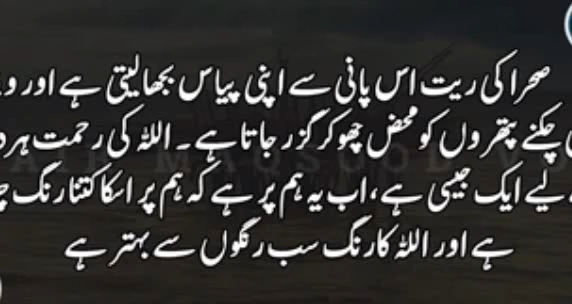 صحرا کی ریت اس پانی سے اپنی پیاس بجھا لیتی ہے اور
چکنے پتھروں کو محض چھو کر گزر جاتا ہے۔ اللہ کی رحمت
لیے ایک جیسی ہے، اب یہ ہم پر ہے کہ ہم پر اسکا کتنا رنگ
ہے اور اللہ کا رنگ سب رنگوں سے بہتر ہے